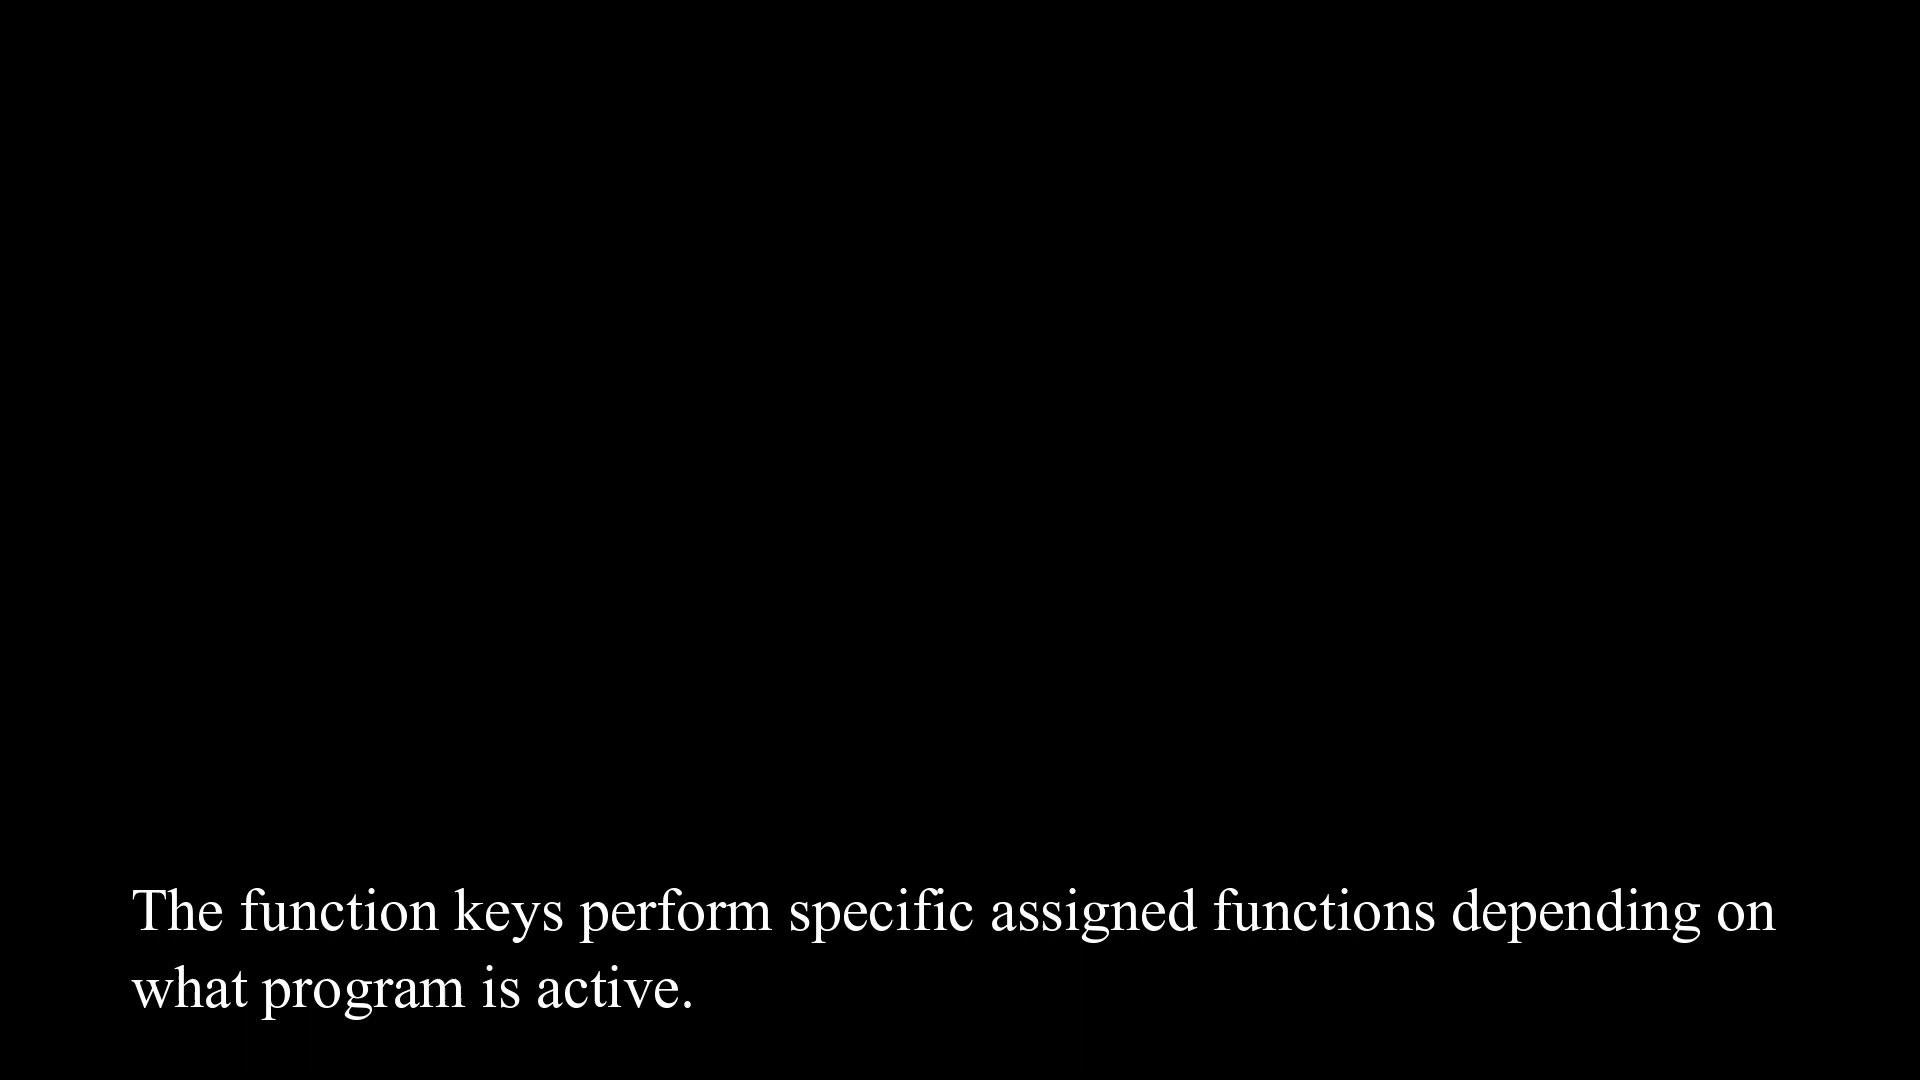 The function keys perform specific assigned functions depending on
what program is active.